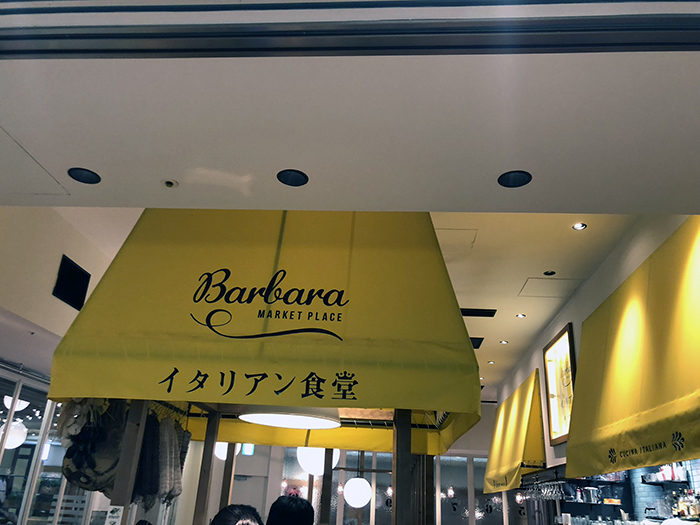 Barbara
MARKET PLACE
イタリアン食堂
CUCINA ITALIANA